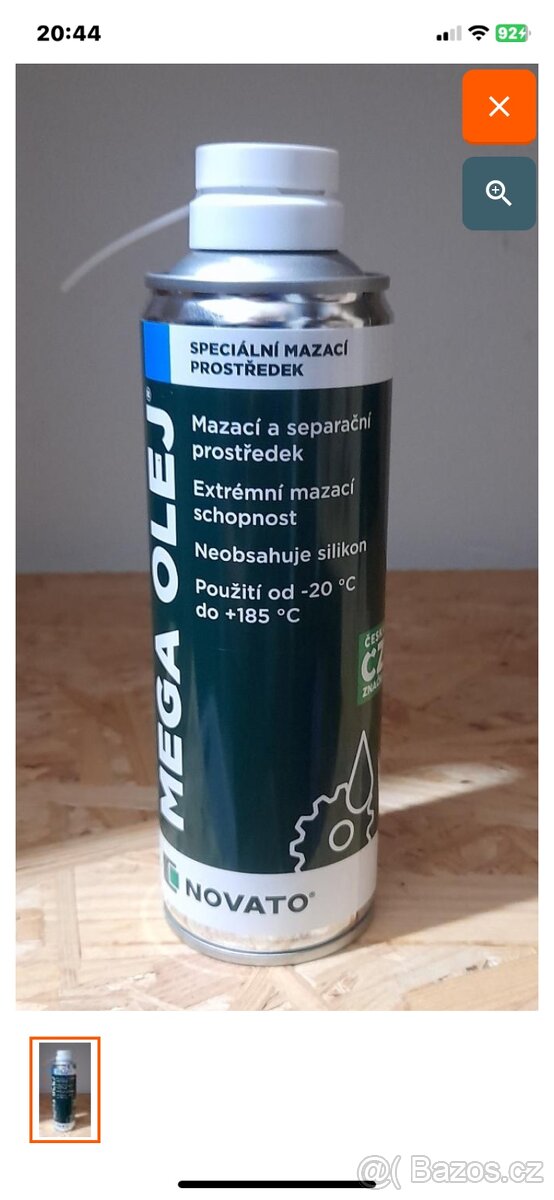 20:44
92
SPECIÁLNÍ MAZACÍ
PROSTŘEDEK
MEGA OLEJ®
Mazací a separační
prostředek
Extrémní mazací
schopnost
Neobsahuje silikon
Použití od -20 °C
do +185 °C
CZ
NOVATO®
@( Bazos.cz